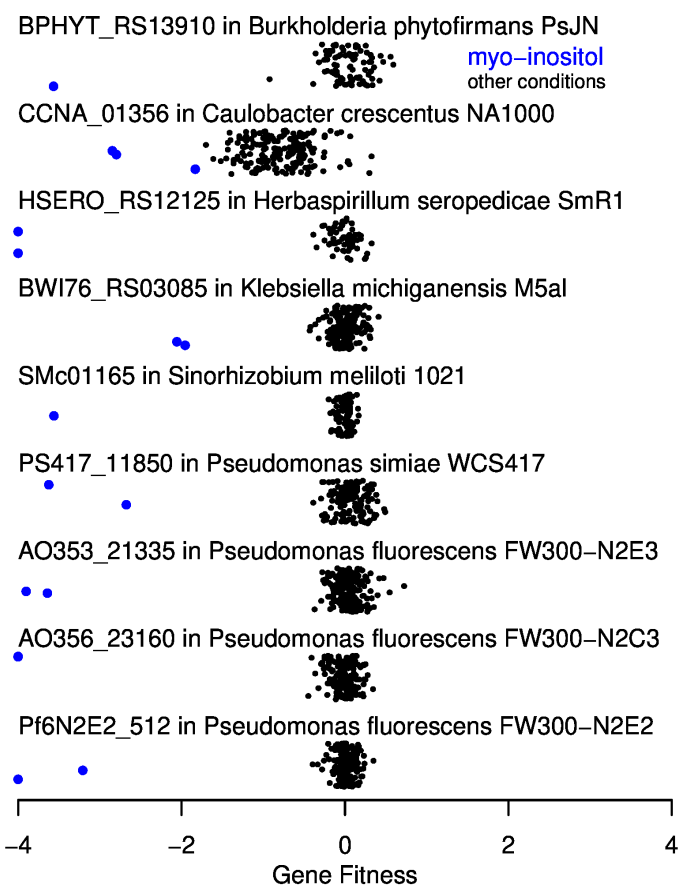 BPHYT_RS13910 in Burkholderia phytofirmans PsJN
myo−inositol
other conditions
CCNA_01356 in Caulobacter crescentus NA1000
HSERO_RS12125 in Herbaspirillum seropedicae SmR1
BWI76_RS03085 in Klebsiella michiganensis M5al
SMc01165 in Sinorhizobium meliloti 1021
PS417_11850 in Pseudomonas simiae WCS417
AO353_21335 in Pseudomonas fluorescens FW300−N2E3
AO356_23160 in Pseudomonas fluorescens FW300−N2C3
Pf6N2E2_512 in Pseudomonas fluorescens FW300−N2E2
−4 −2 0 2 4
Gene Fitness